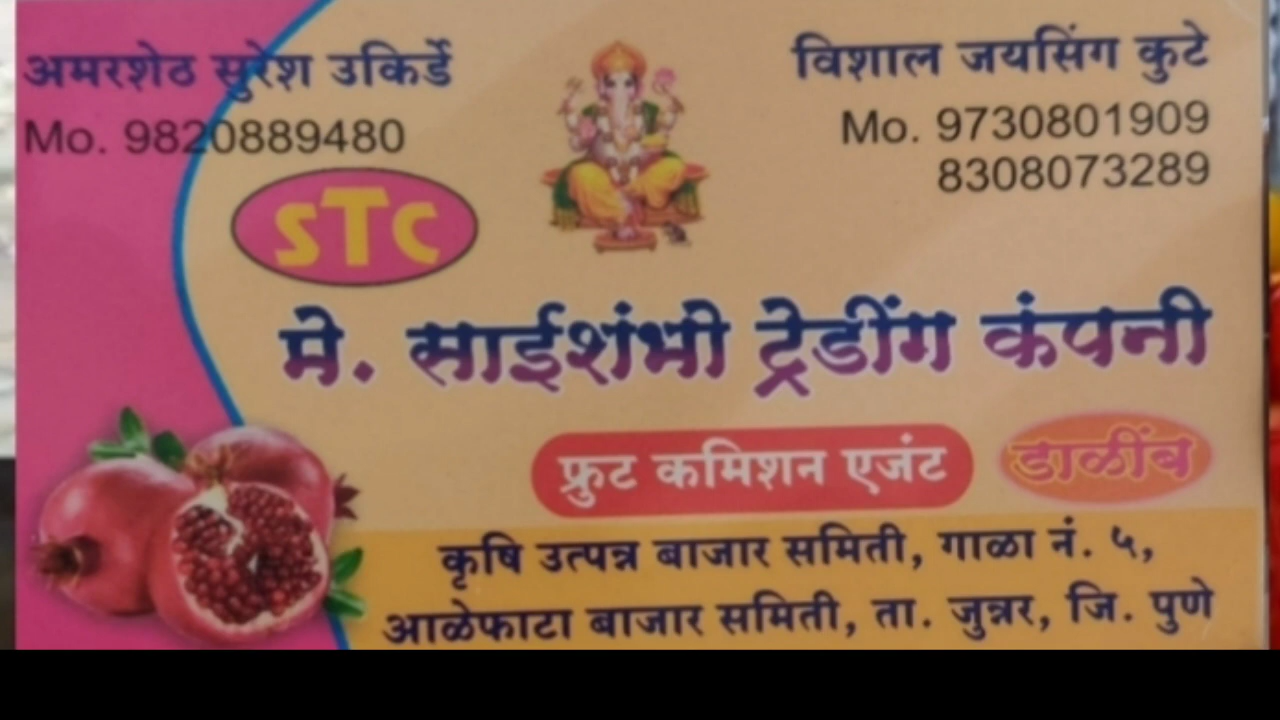 अमरशेठ सुरेश उकिर्डे
Mo. 9820889480
विशाल जयसिंग कुटे
Mo. 9730801909
8308073289
STC
मे. साईशंभो ट्रेडींग कंपनी
फ्रुट कमिशन एजंट
डाळींब
कृषि उत्पन्न बाजार समिती, गाळा नं. ५,
आळेफाटा बाजार समिती, ता. जुन्नर, जि. पुणे